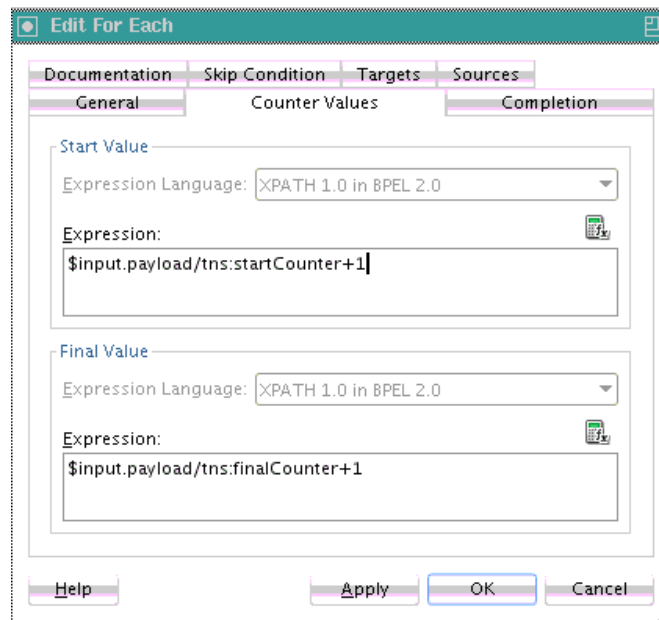 Edit For Each
Documentation Skip Condition Targets Sources
General Counter Values Completion
Start Value
Expression Language: XPATH 1.0 in BPEL 2.0
Expression:
$input.payload/tns:startCounter+1
Final Value
Expression Language: XPATH 1.0 in BPEL 2.0
Expression:
$input.payload/tns:finalCounter+1
Help Apply OK Cancel